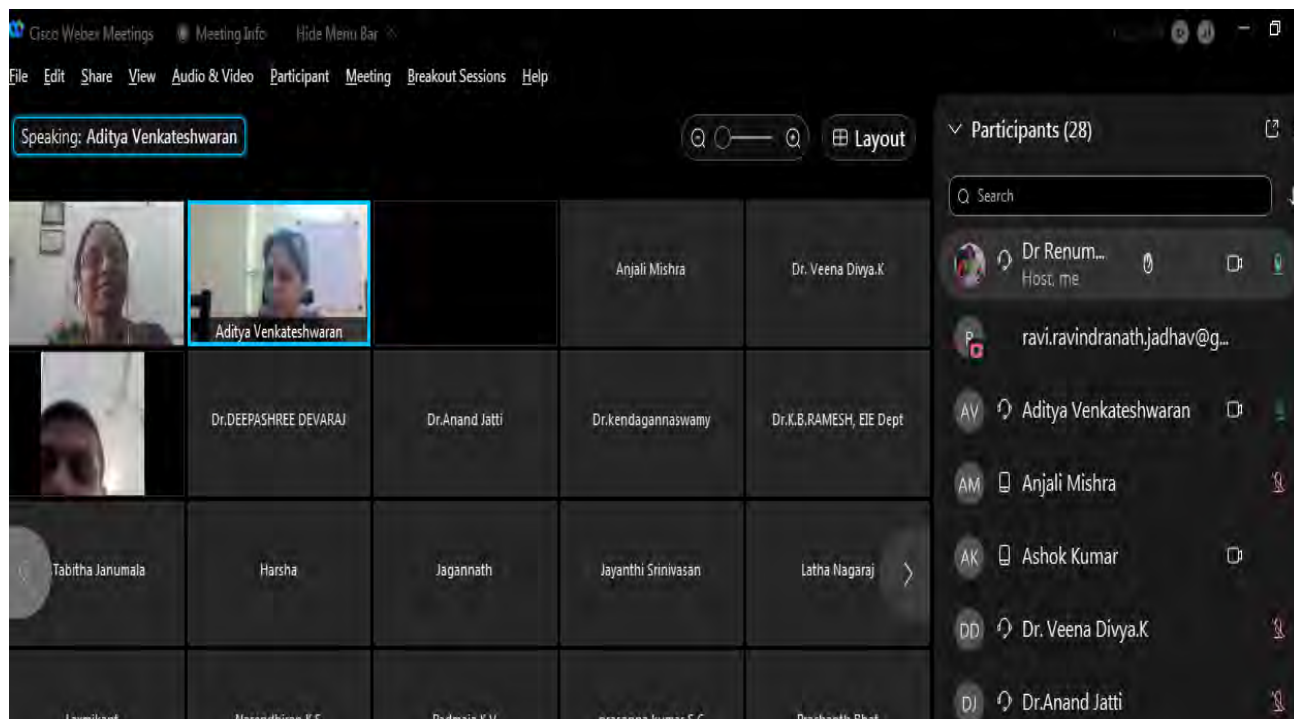 Cisco Webex Meetings Meeting Info Hide Menu Bar
File Edit Share View Audio & Video Participant Meeting Breakout Sessions Help
Speaking: Aditya Venkateshwaran
Layout
Aditya Venkateshwaran
Anjali Mishra
Dr. Veena Divya.K
Dr.DEEPASHREE DEVARAJ
Dr.Anand Jatti
Dr.kendagannaswamy
Dr.K.B.RAMESH, EIE Dept
Tabitha Janumala
Harsha
Jagannath
Jayanthi Srinivasan
Latha Nagaraj
Participants (28)
Search
Dr Renum...
Host, me
P
ravi.ravindranath.jadhav@g...
AV
Aditya Venkateshwaran
AM
Anjali Mishra
AK
Ashok Kumar
DD
Dr. Veena Divya.K
DJ
Dr.Anand Jatti